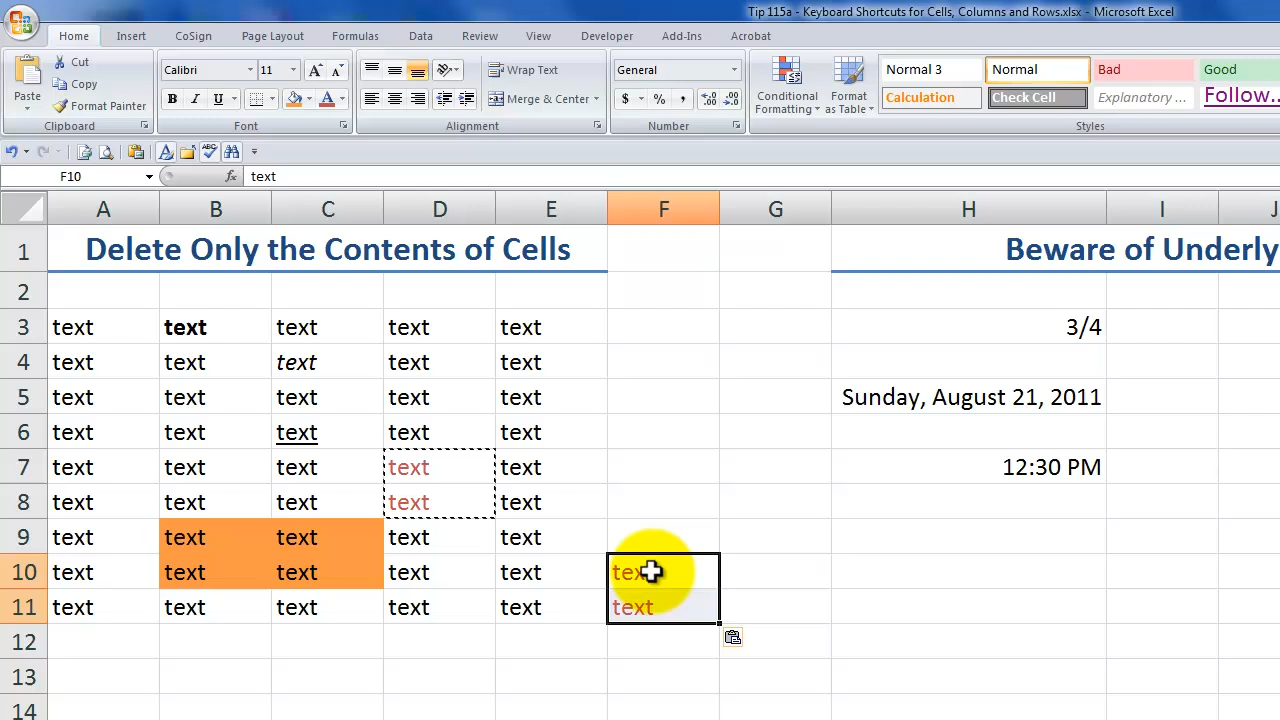 Tip 115a - Keyboard Shortcuts for Cells, Columns and Rows.xlsx - Microsoft Excel
Home Insert CoSign Page Layout Formulas Data Review View Developer Add-Ins Acrobat
Paste Cut Copy Format Painter Clipboard
Calibri 11 B I U A A A Font
Wrap Text Merge & Center Alignment
General $ % , .00 .0 Number
Conditional Formatting Format as Table
Normal 3 Normal Bad Good
Calculation Check Cell Explanatory ... Follow...
Styles
F10 fx text
A B C D E F G H I J
1 Delete Only the Contents of Cells Beware of Underly
2
3 text text text text text 3/4
4 text text text text text
5 text text text text text Sunday, August 21, 2011
6 text text text text text
7 text text text text text 12:30 PM
8 text text text text text
9 text text text text text
10 text text text text text text
11 text text text text text text
12
13
14